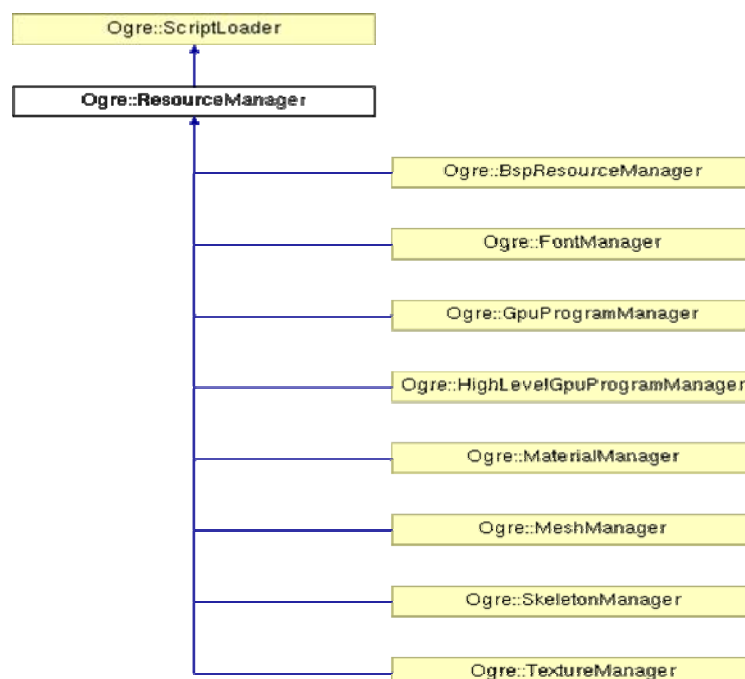 Ogre::ScriptLoader
Ogre::ResourceManager
Ogre::BspResourceManager
Ogre::FontManager
Ogre::GpuProgramManager
Ogre::HighLevelGpuProgramManager
Ogre::MaterialManager
Ogre::MeshManager
Ogre::SkeletonManager
Ogre::TextureManager